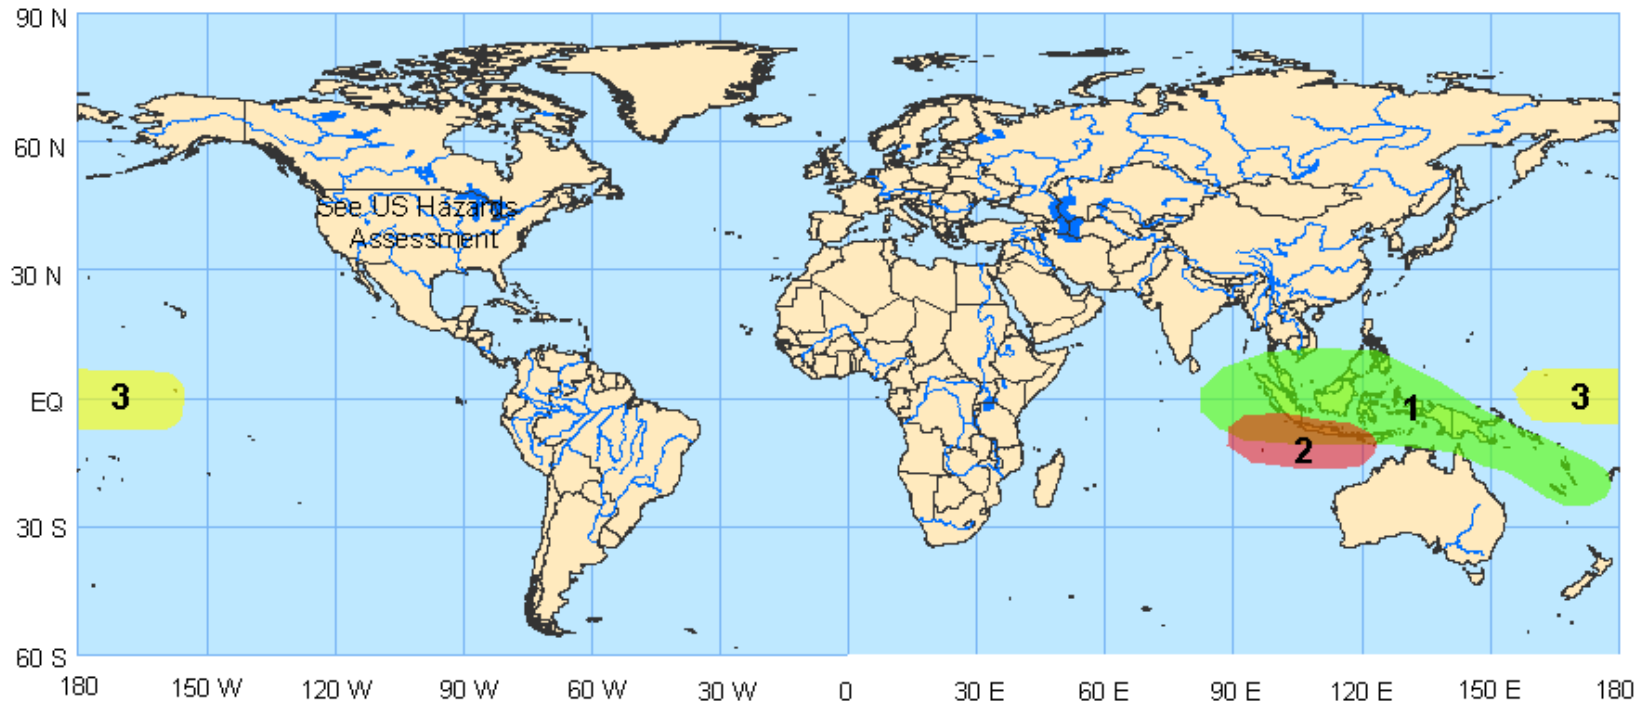 90 N
60 N
See US Hazards
Assessment
30 N
3
EQ
1
3
2
30 S
60 S
180
150 W
120 W
90 W
60 W
30 W
0
30 E
60 E
90 E
120 E
150 E
180